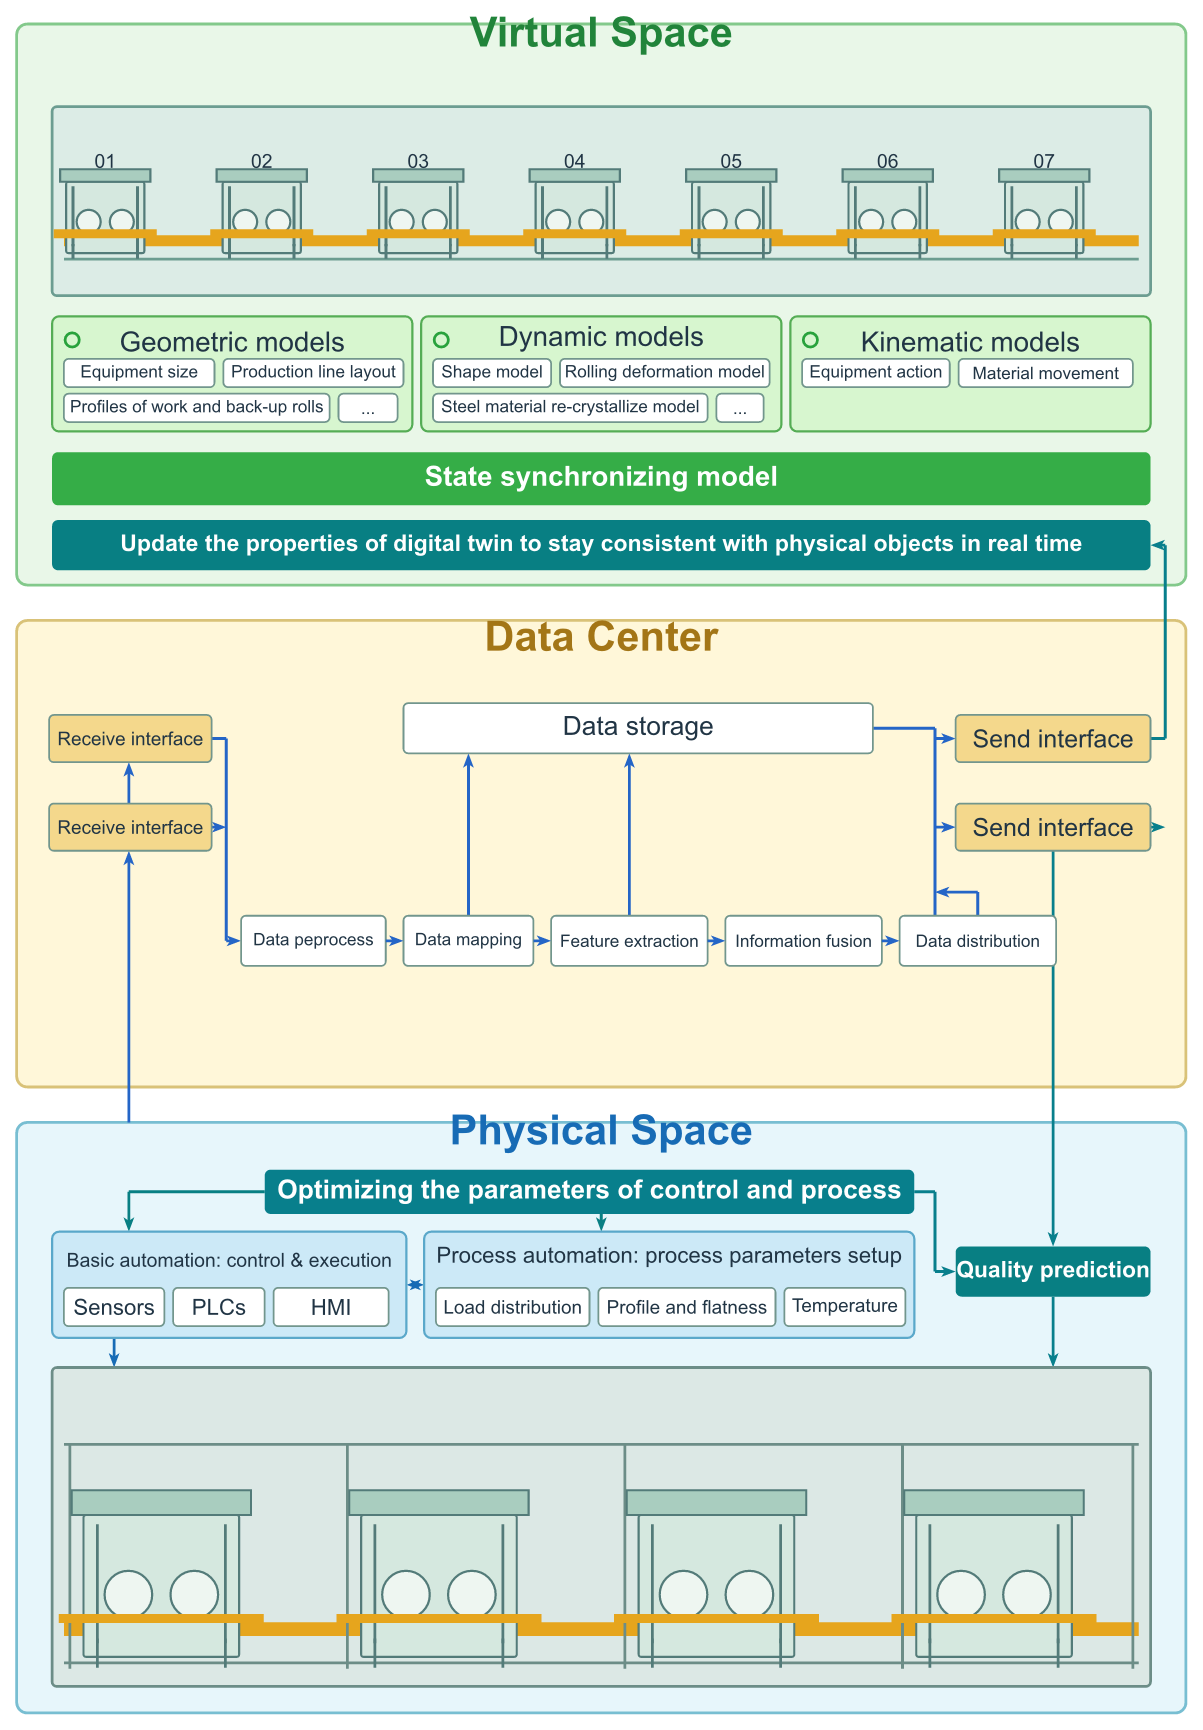 Virtual Space
01 02 03 04 05 06 07
Geometric models
Equipment size
Production line layout
Profiles of work and back-up rolls
...
Dynamic models
Shape model
Rolling deformation model
Steel material re-crystallize model
...
Kinematic models
Equipment action
Material movement
State synchronizing model
Update the properties of digital twin to stay consistent with physical objects in real time
Data Center
Receive interface
Data storage
Send interface
Receive interface
Send interface
Data peprocess
Data mapping
Feature extraction
Information fusion
Data distribution
Physical Space
Optimizing the parameters of control and process
Basic automation: control & execution
Sensors
PLCs
HMI
Process automation: process parameters setup
Load distribution
Profile and flatness
Temperature
Quality prediction